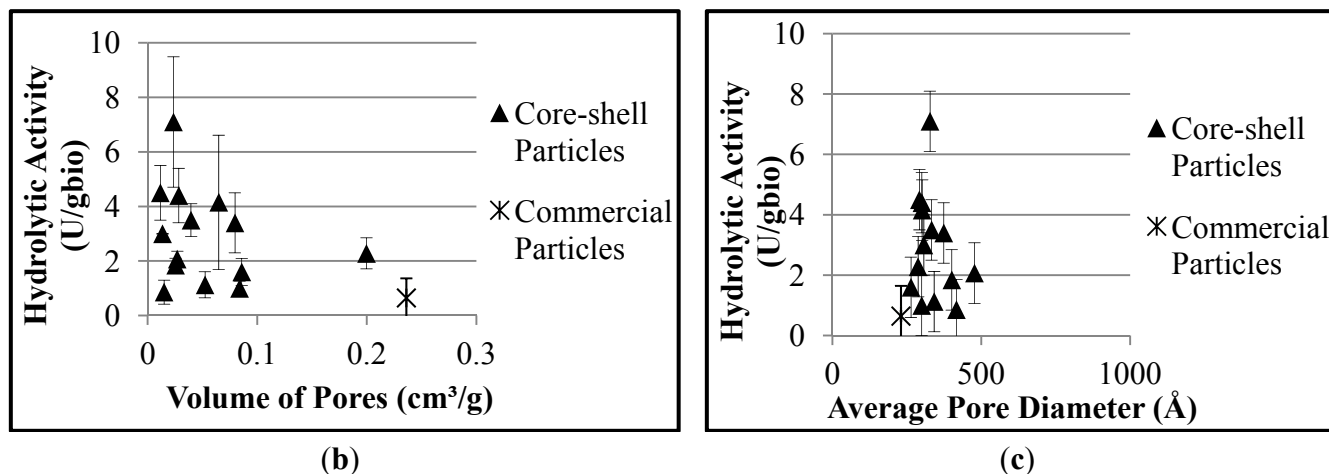 Hydrolytic Activity
(U/gbio)
10
8
6
4
2
0
0
0.1
0.2
0.3
Volume of Pores (cm³/g)
Core-shell
Particles
Commercial
Particles
(b)
Hydrolytic Activity
(U/gbio)
10
8
6
4
2
0
0
500
1000
Average Pore Diameter (Å)
Core-shell
Particles
Commercial
Particles
(c)